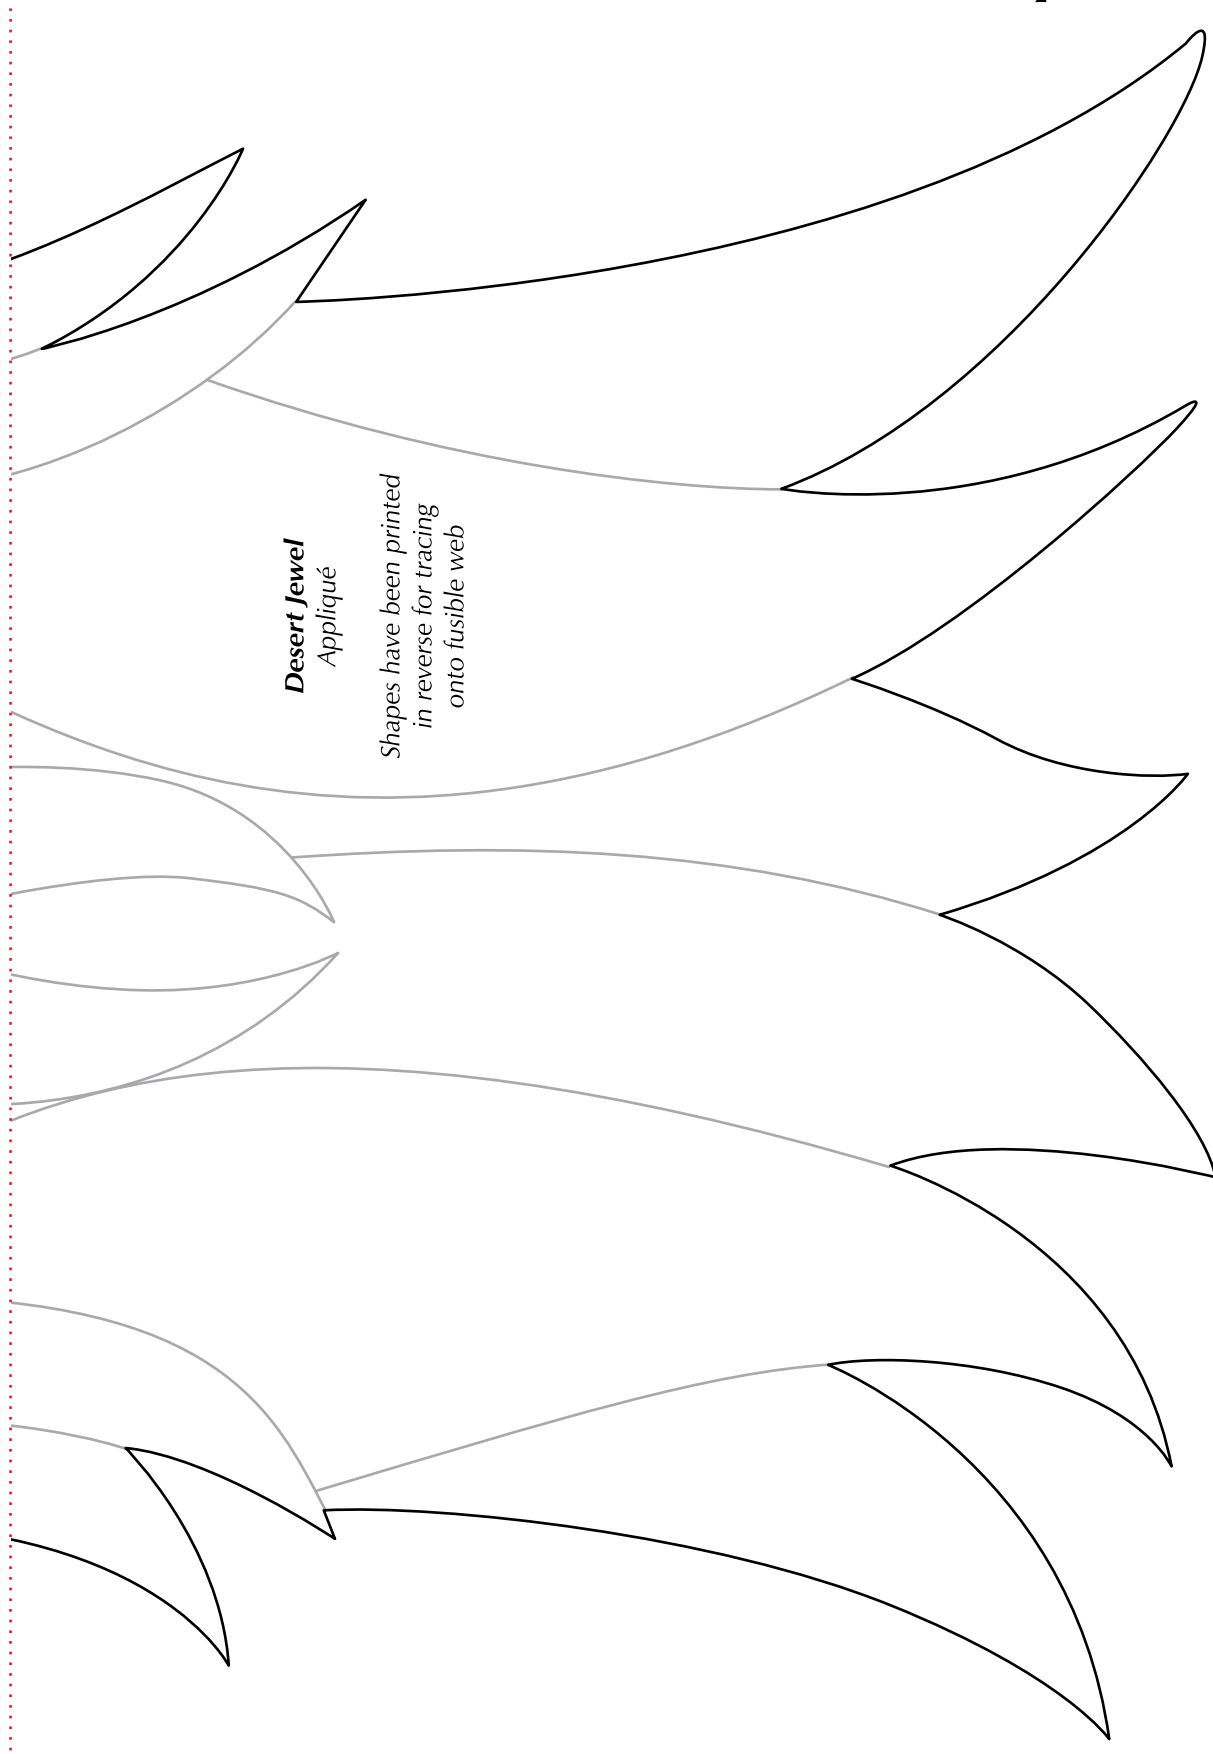 Desert Jewel
Appliqué
Shapes have been printed
in reverse for tracing
onto fusible web